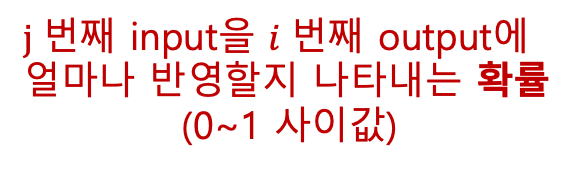 j 번째 input을 i 번째 output에
얼마나 반영할지 나타내는 확률
(0~1 사이값)